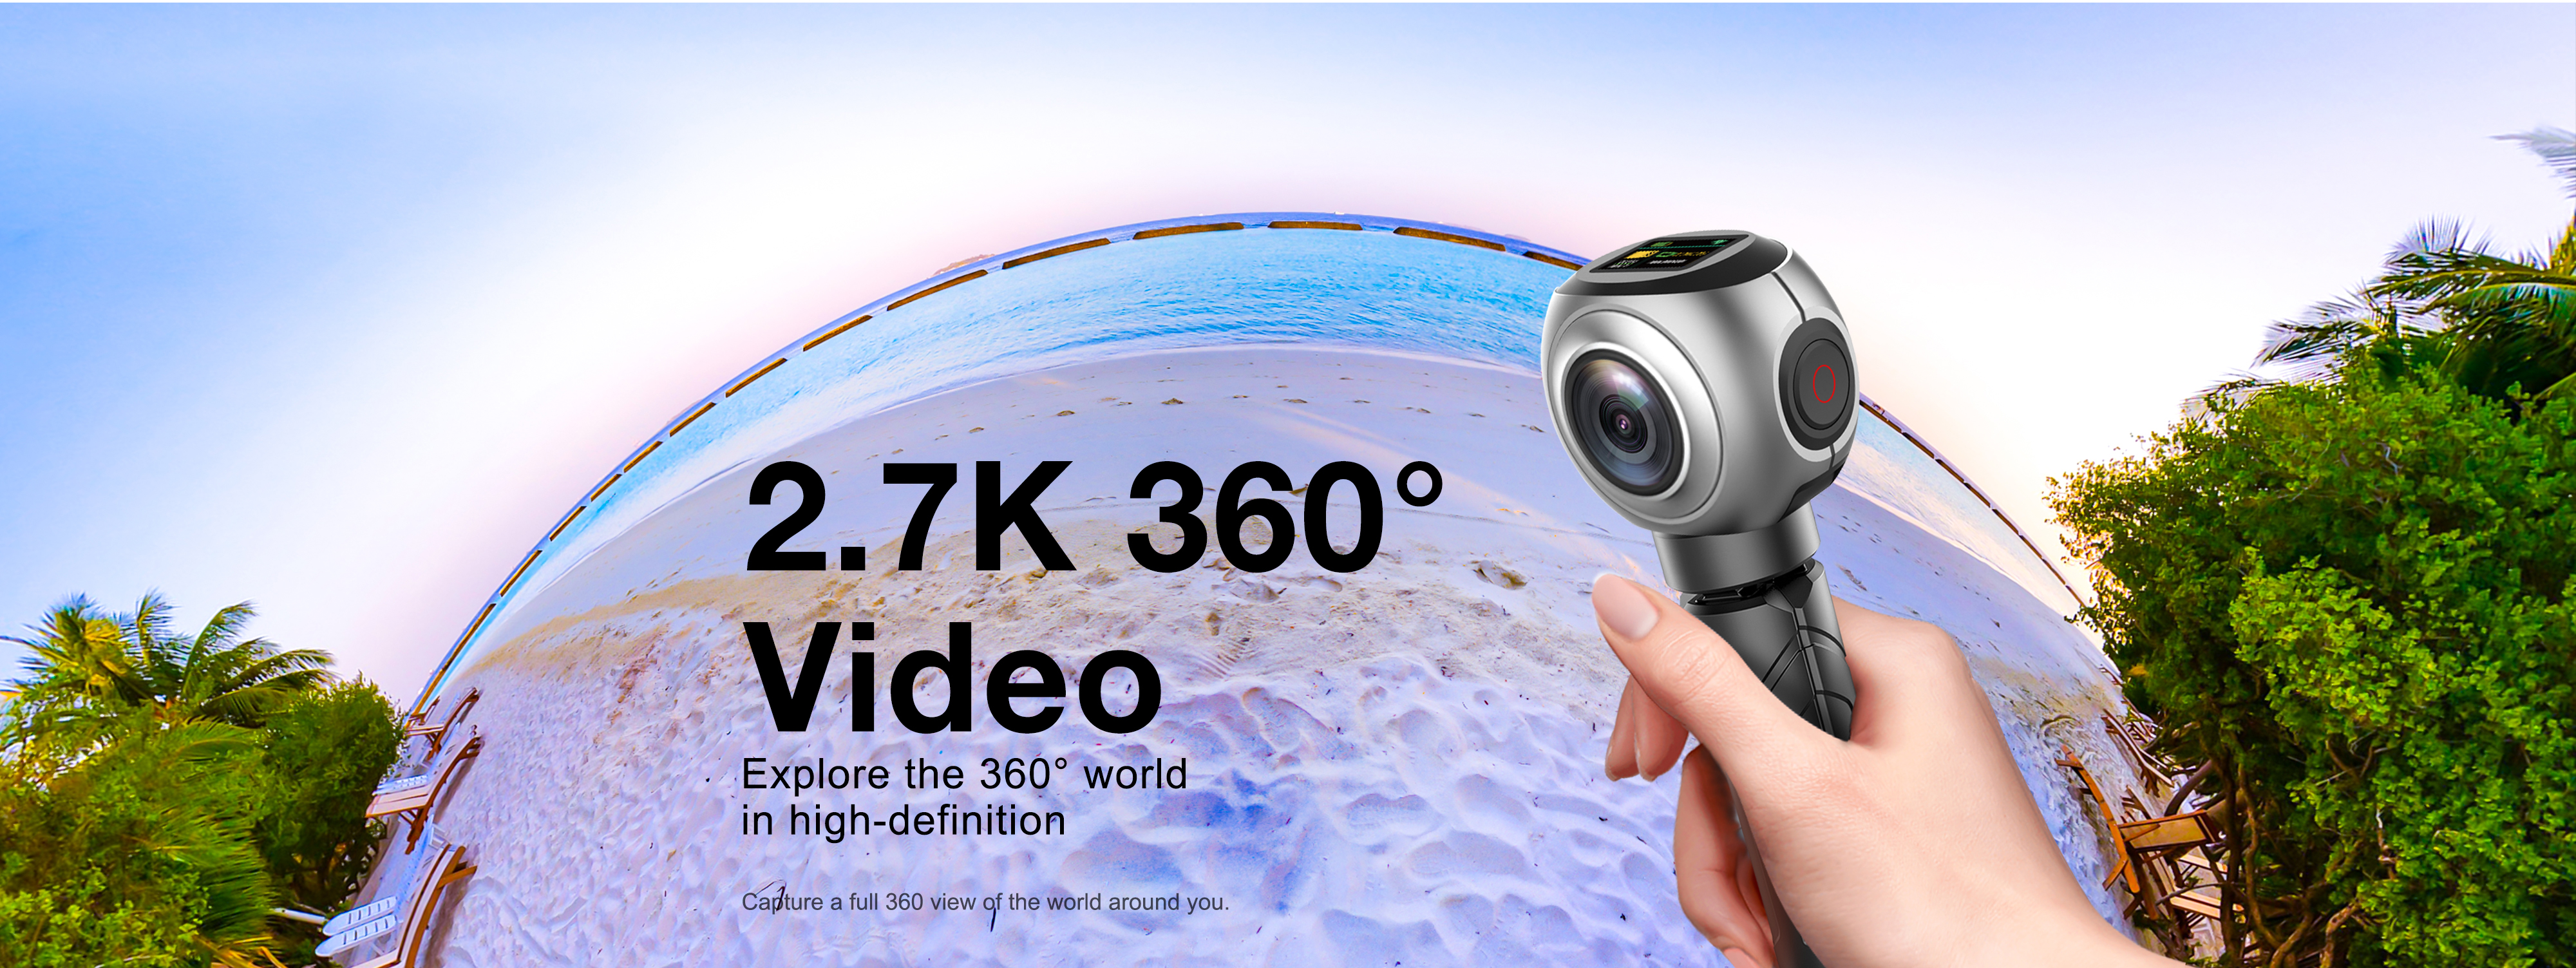 2.7K 360°
Video
Explore the 360° world
in high-definition
Capture a full 360 view of the world around you.